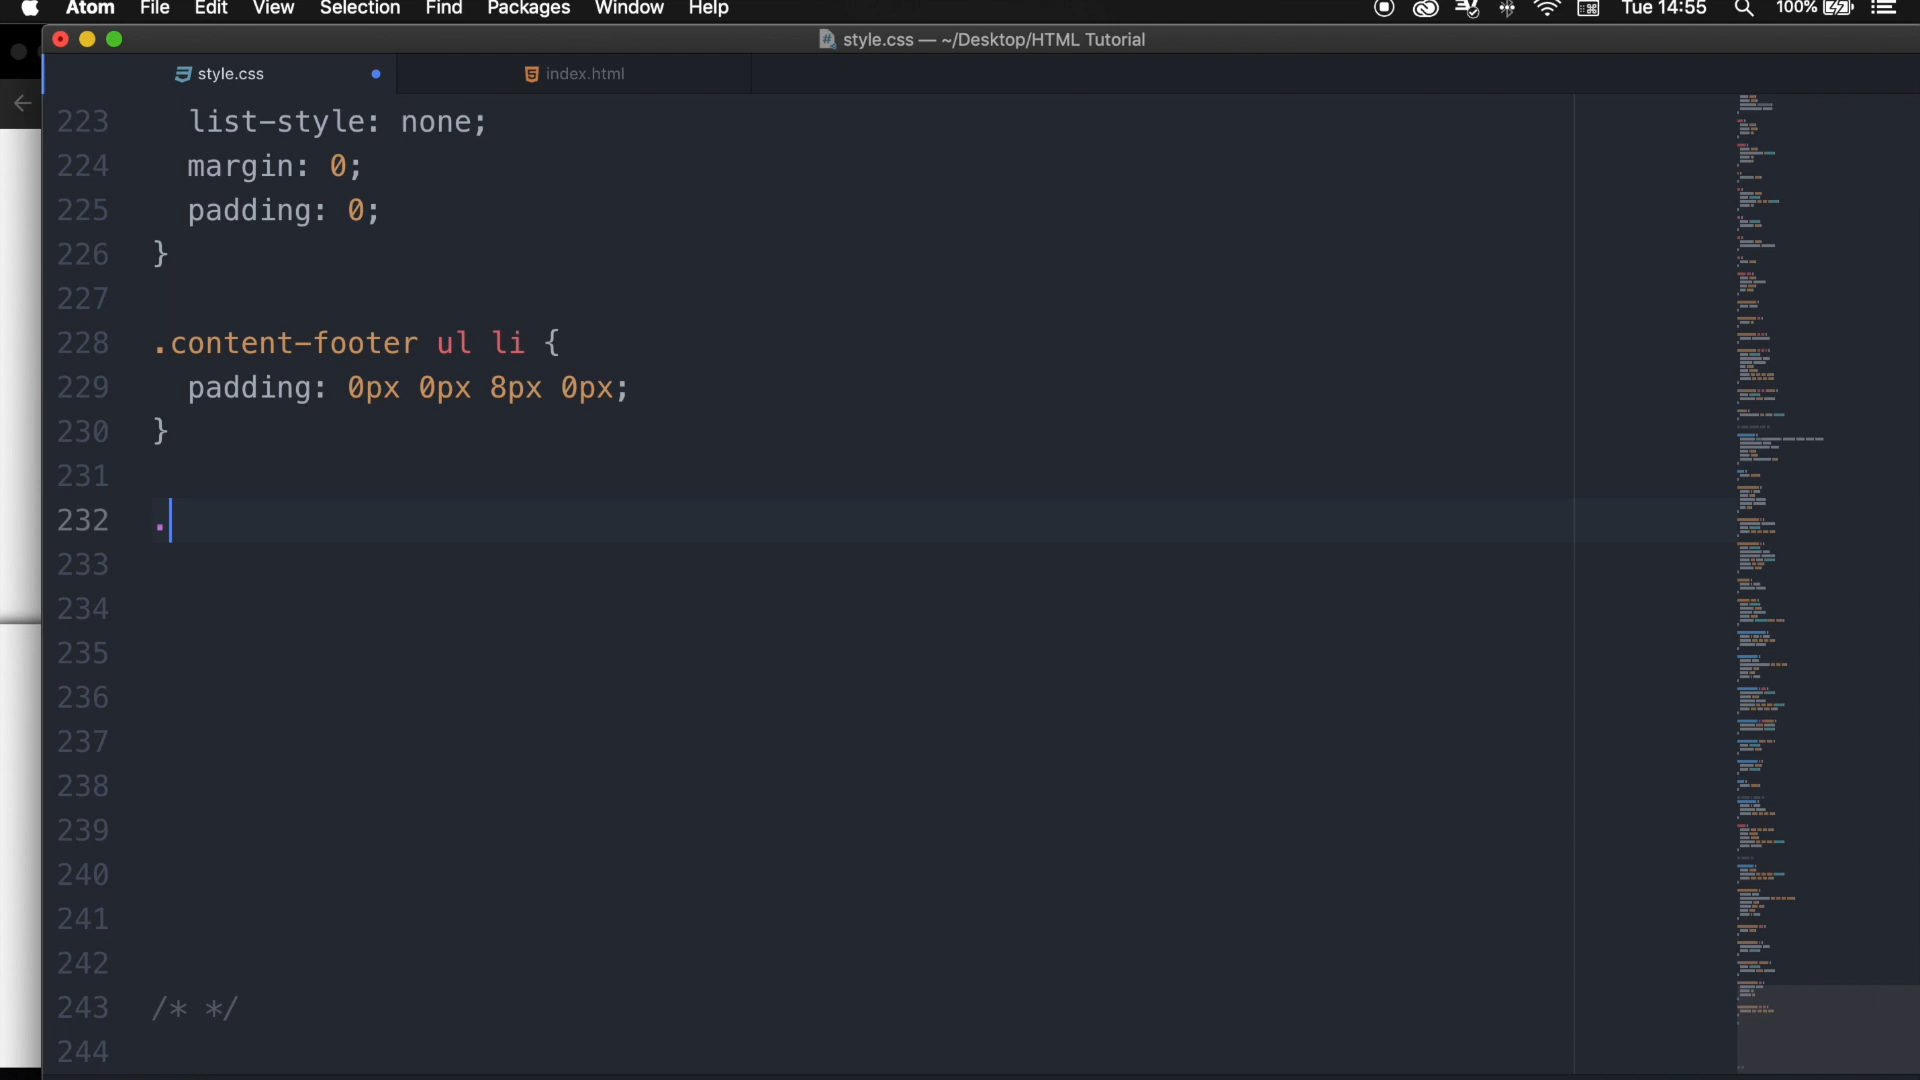 Atom File Edit View Selection Find Packages Window Help Tue 14:55 100%
style.css — ~/Desktop/HTML Tutorial
style.css index.html
223 list-style: none;
224 margin: 0;
225 padding: 0;
226 }
227
228 .content-footer ul li {
229 padding: 0px 0px 8px 0px;
230 }
231
232 .
233
234
235
236
237
238
239
240
241
242
243 /* */
244